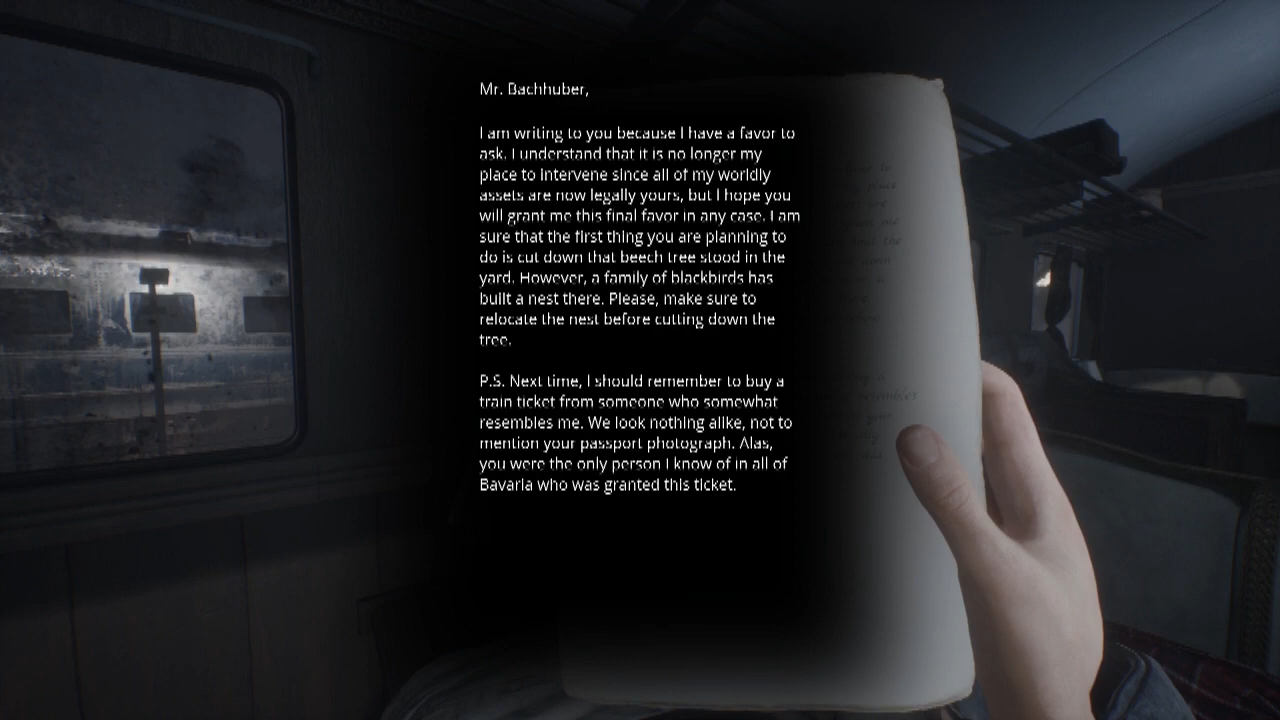 Mr. Bachhuber,
I am writing to you because I have a favor to
ask. I understand that it is no longer my
place to intervene since all of my worldly
assets are now legally yours, but I hope you
will grant me this final favor in any case. I am
sure that the first thing you are planning to
do is cut down that beech tree stood in the
yard. However, a family of blackbirds has
built a nest there. Please, make sure to
relocate the nest before cutting down the
tree.
P.S. Next time, I should remember to buy a
train ticket from someone who somewhat
resembles me. We look nothing alike, not to
mention your passport photograph. Alas,
you were the only person I know of in all of
Bavaria who was granted this ticket.